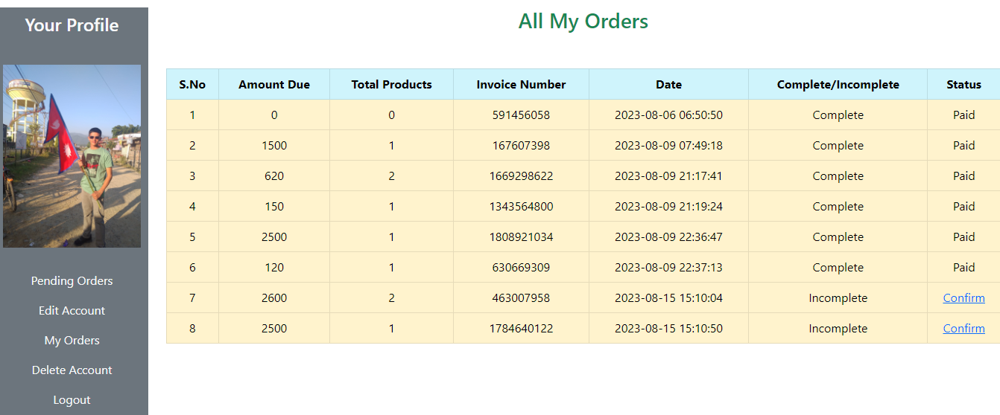 Your Profile
Pending Orders
Edit Account
My Orders
Delete Account
Logout
All My Orders
S.No Amount Due Total Products Invoice Number Date Complete/Incomplete Status
1 0 0 591456058 2023-08-06 06:50:50 Complete Paid
2 1500 1 167607398 2023-08-09 07:49:18 Complete Paid
3 620 2 1669298622 2023-08-09 21:17:41 Complete Paid
4 150 1 1343564800 2023-08-09 21:19:24 Complete Paid
5 2500 1 1808921034 2023-08-09 22:36:47 Complete Paid
6 120 1 630669309 2023-08-09 22:37:13 Complete Paid
7 2600 2 463007958 2023-08-15 15:10:04 Incomplete Confirm
8 2500 1 1784640122 2023-08-15 15:10:50 Incomplete Confirm